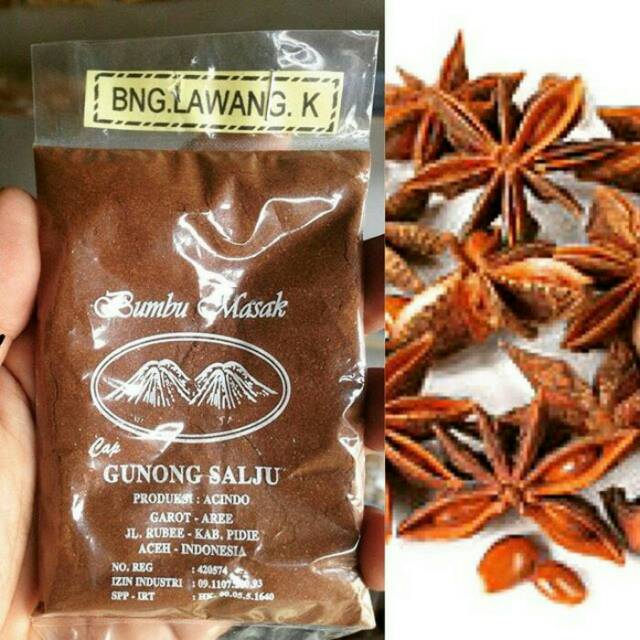 BNG.LAWANG. K
Bumbu Masak
Cap
GUNONG SALJU
PRODUKSI : ACINDO
GAROT - AREE
JL. RUBEE - KAB. PIDIE
ACEH - INDONESIA
NO. REG : 420574
IZIN INDUSTRI :
SPP - IRT :